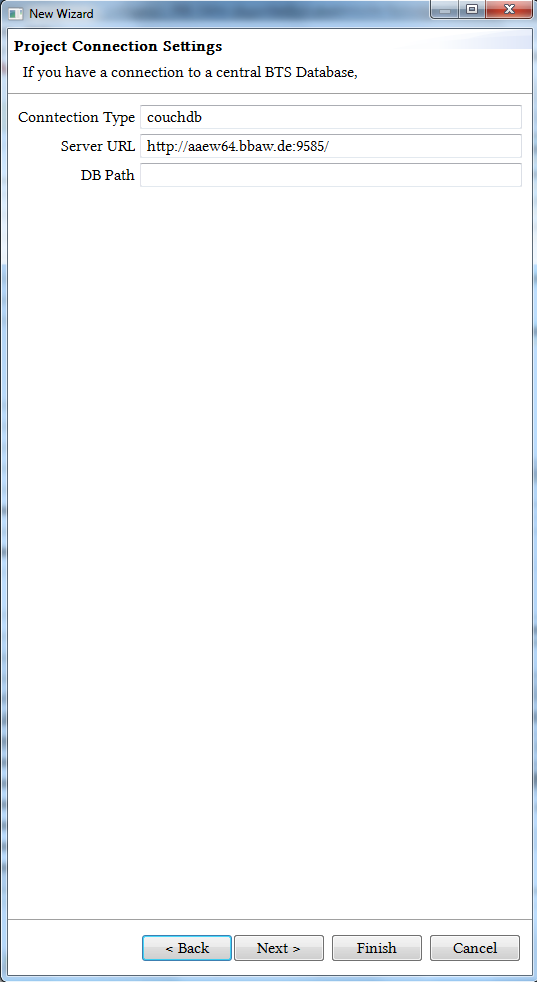 New Wizard
Project Connection Settings
If you have a connection to a central BTS Database,
Conntection Type couchdb
Server URL http://aaew64.bbaw.de:9585/
DB Path
< Back Next > Finish Cancel